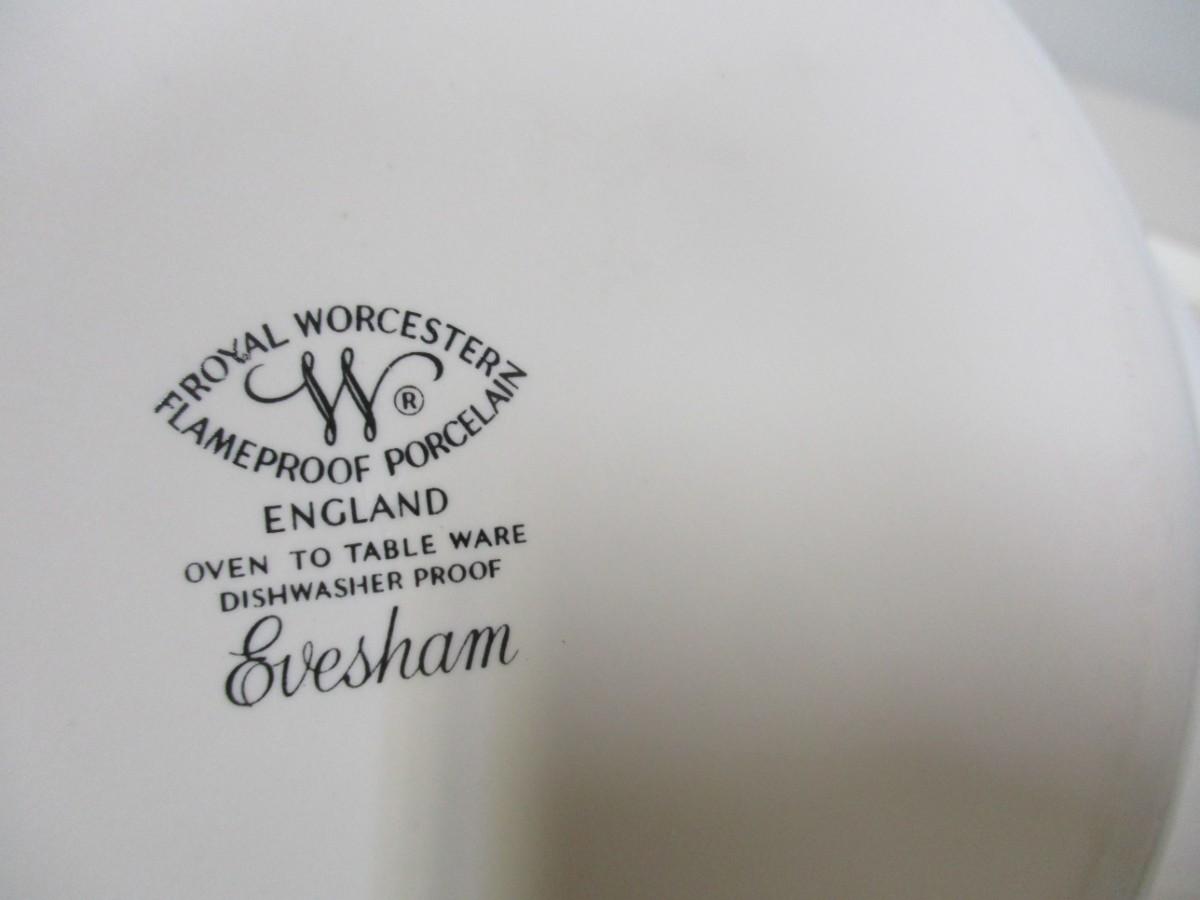 ROYAL WORCESTER
W ®
FLAMEPROOF PORCELAIN
ENGLAND
OVEN TO TABLE WARE
DISHWASHER PROOF
Evesham